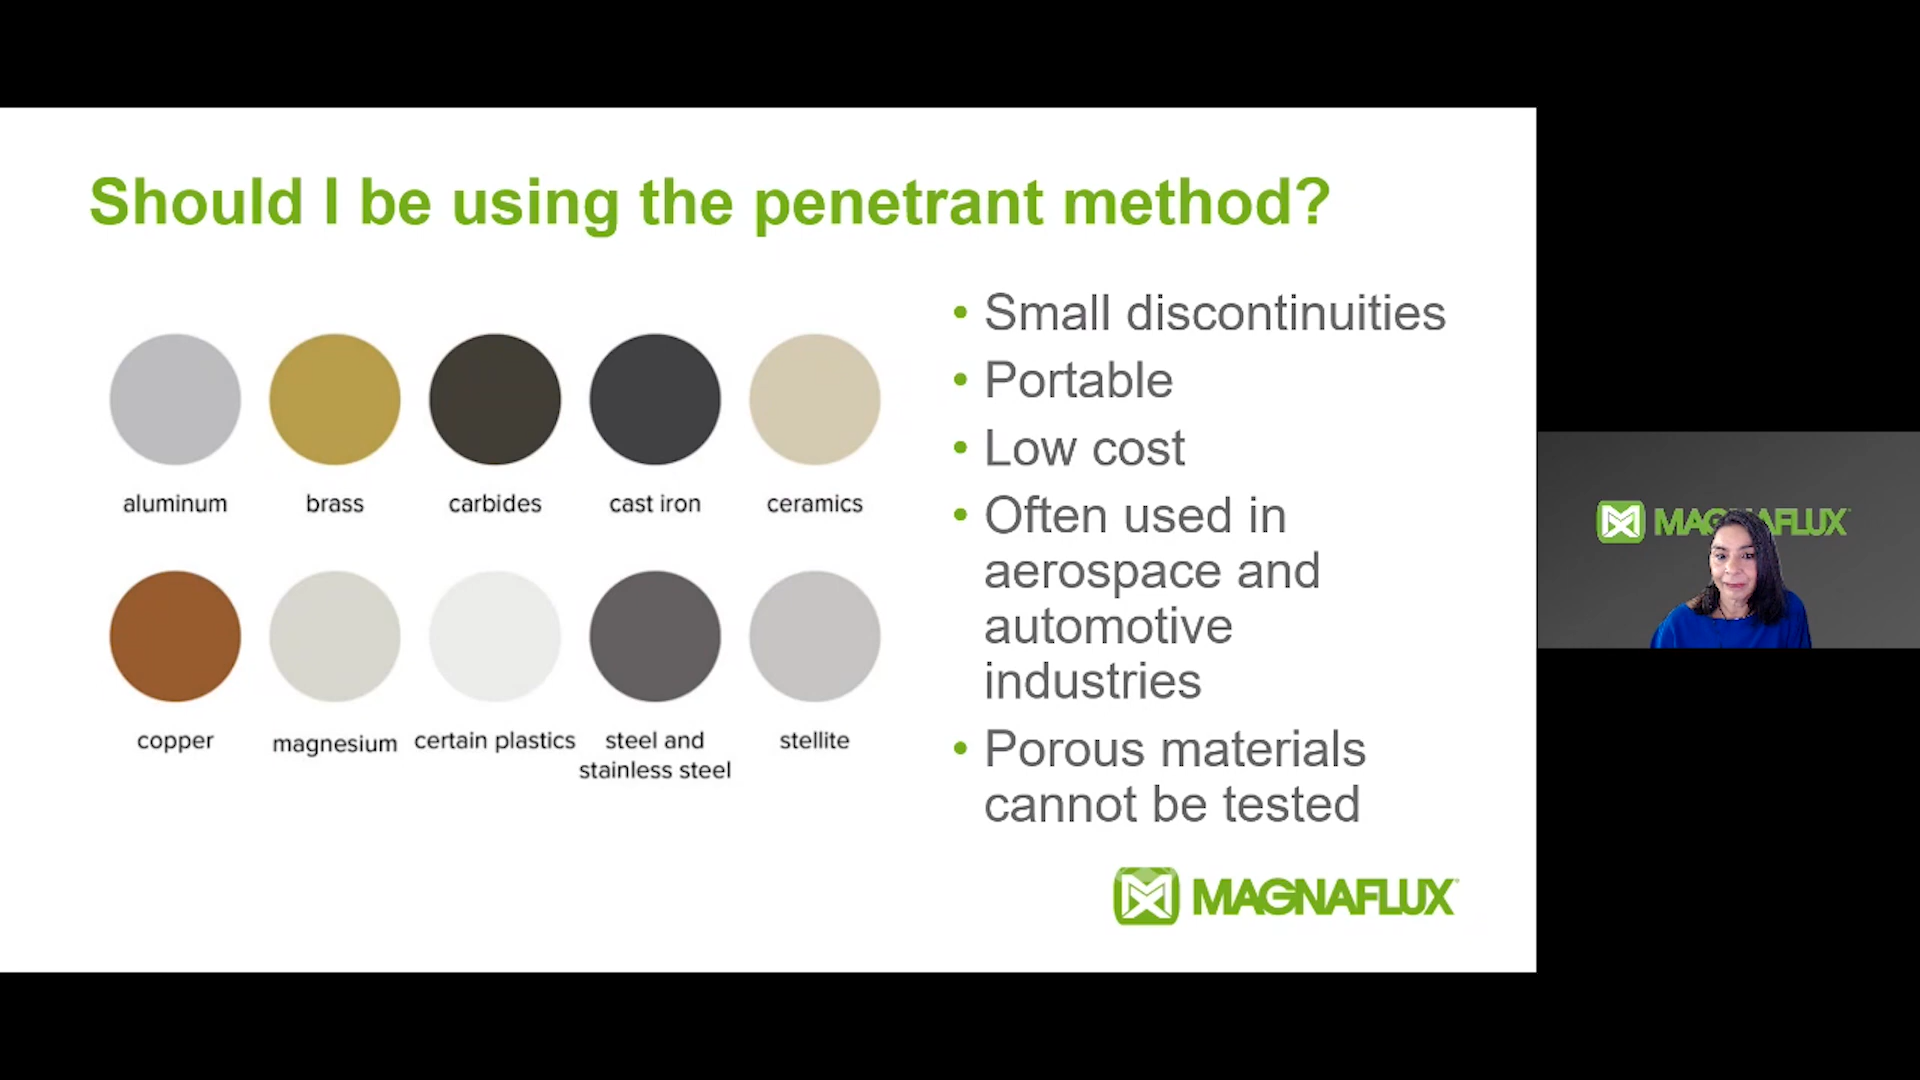 Should I be using the penetrant method?
aluminum
brass
carbides
cast iron
ceramics
copper
magnesium
certain plastics
steel and
stainless steel
stellite
• Small discontinuities
• Portable
• Low cost
• Often used in
aerospace and
automotive
industries
• Porous materials
cannot be tested
MAGNAFLUX
MAGNAFLUX